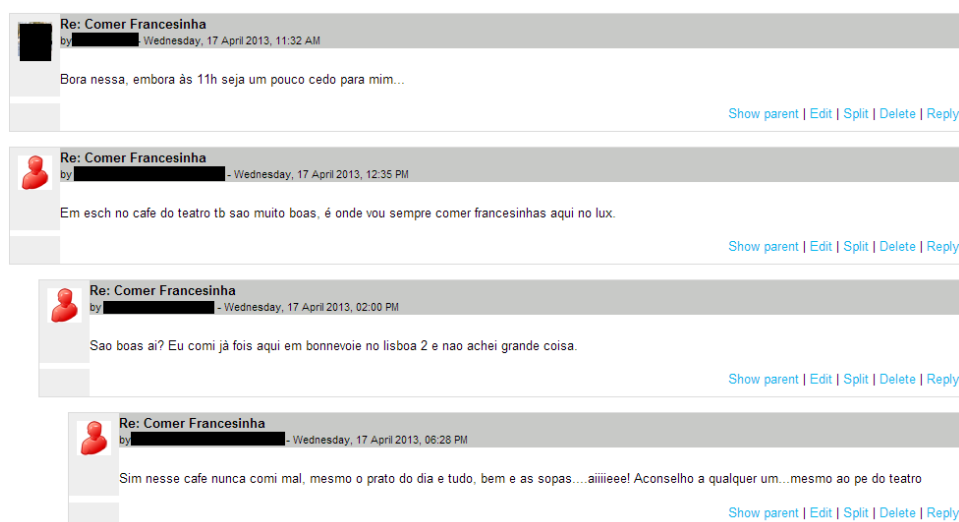 Re: Comer Francesinha
by - Wednesday, 17 April 2013, 11:32 AM
Bora nessa, embora às 11h seja um pouco cedo para mim...
Show parent | Edit | Split | Delete | Reply
Re: Comer Francesinha
by - Wednesday, 17 April 2013, 12:35 PM
Em esch no cafe do teatro tb sao muito boas, é onde vou sempre comer francesinhas aqui no lux.
Show parent | Edit | Split | Delete | Reply
Re: Comer Francesinha
by - Wednesday, 17 April 2013, 02:00 PM
Sao boas ai? Eu comi jà fois aqui em bonnevoie no lisboa 2 e nao achei grande coisa.
Show parent | Edit | Split | Delete | Reply
Re: Comer Francesinha
by - Wednesday, 17 April 2013, 06:28 PM
Sim nesse cafe nunca comi mal, mesmo o prato do dia e tudo, bem e as sopas....aiiiieee! Aconselho a qualquer um...mesmo ao pe do teatro
Show parent | Edit | Split | Delete | Reply